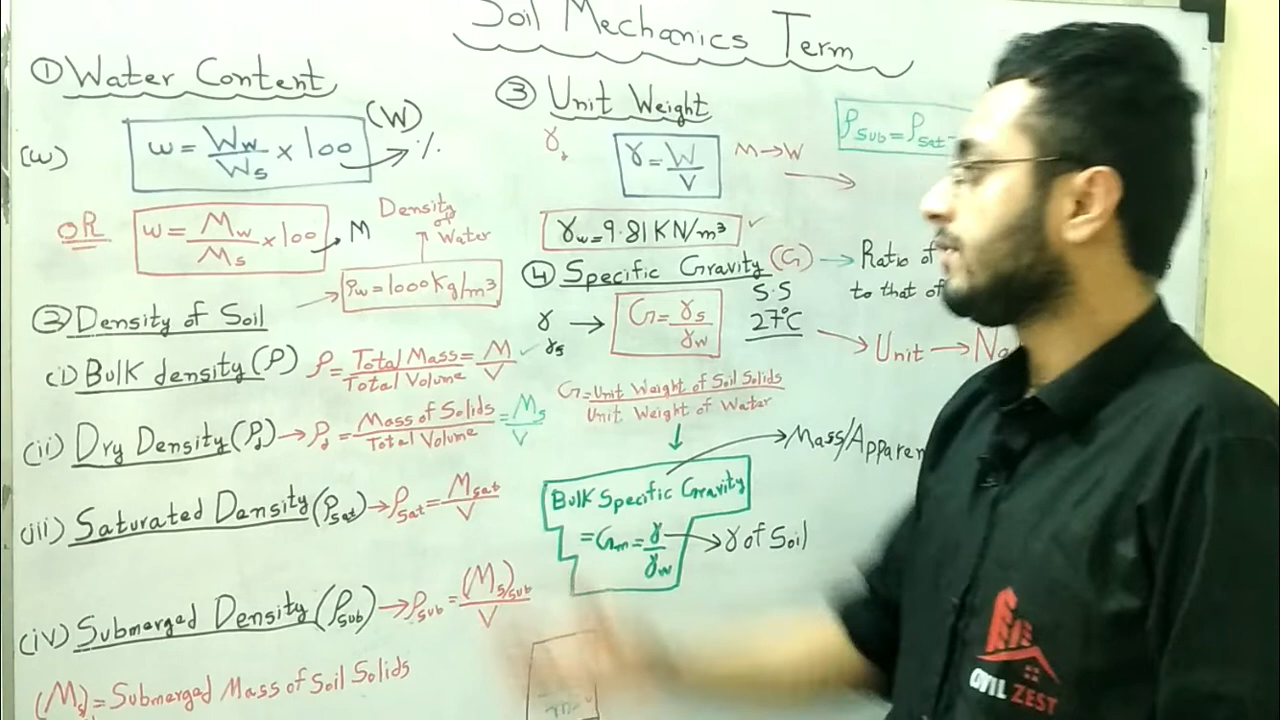 Soil Mechanics Term
① Water Content
(w)
w = Ww/Ws x 100 → %
(W)
OR w = Mw/Ms x 100 → M
Density of Water
ρw = 1000 Kg/m³
② Density of Soil
(i) Bulk density (ρ) ρ = Total Mass/Total Volume = M/V
(ii) Dry Density (ρd) → ρd = Mass of Solids/Total Volume = Ms/V
(iii) Saturated Density (ρsat) → ρsat = Msat/V
(iv) Submerged Density (ρsub) → ρsub = (Ms)sub/V
(Ms) = Submerged Mass of Soil Solids
③ Unit Weight
γ
γ = W/V
M → W
ρsub = ρsat -
γw = 9.81 KN/m³
④ Specific Gravity (G) → Ratio of
to that of
γ → G = γs/γw
γs
S.S
27°C
→ Unit → No
G = Unit Weight of Soil Solids/Unit Weight of Water
Bulk Specific Gravity → Mass/Apparen
= Gm = γ/γw → γ of Soil
CIVIL ZEST